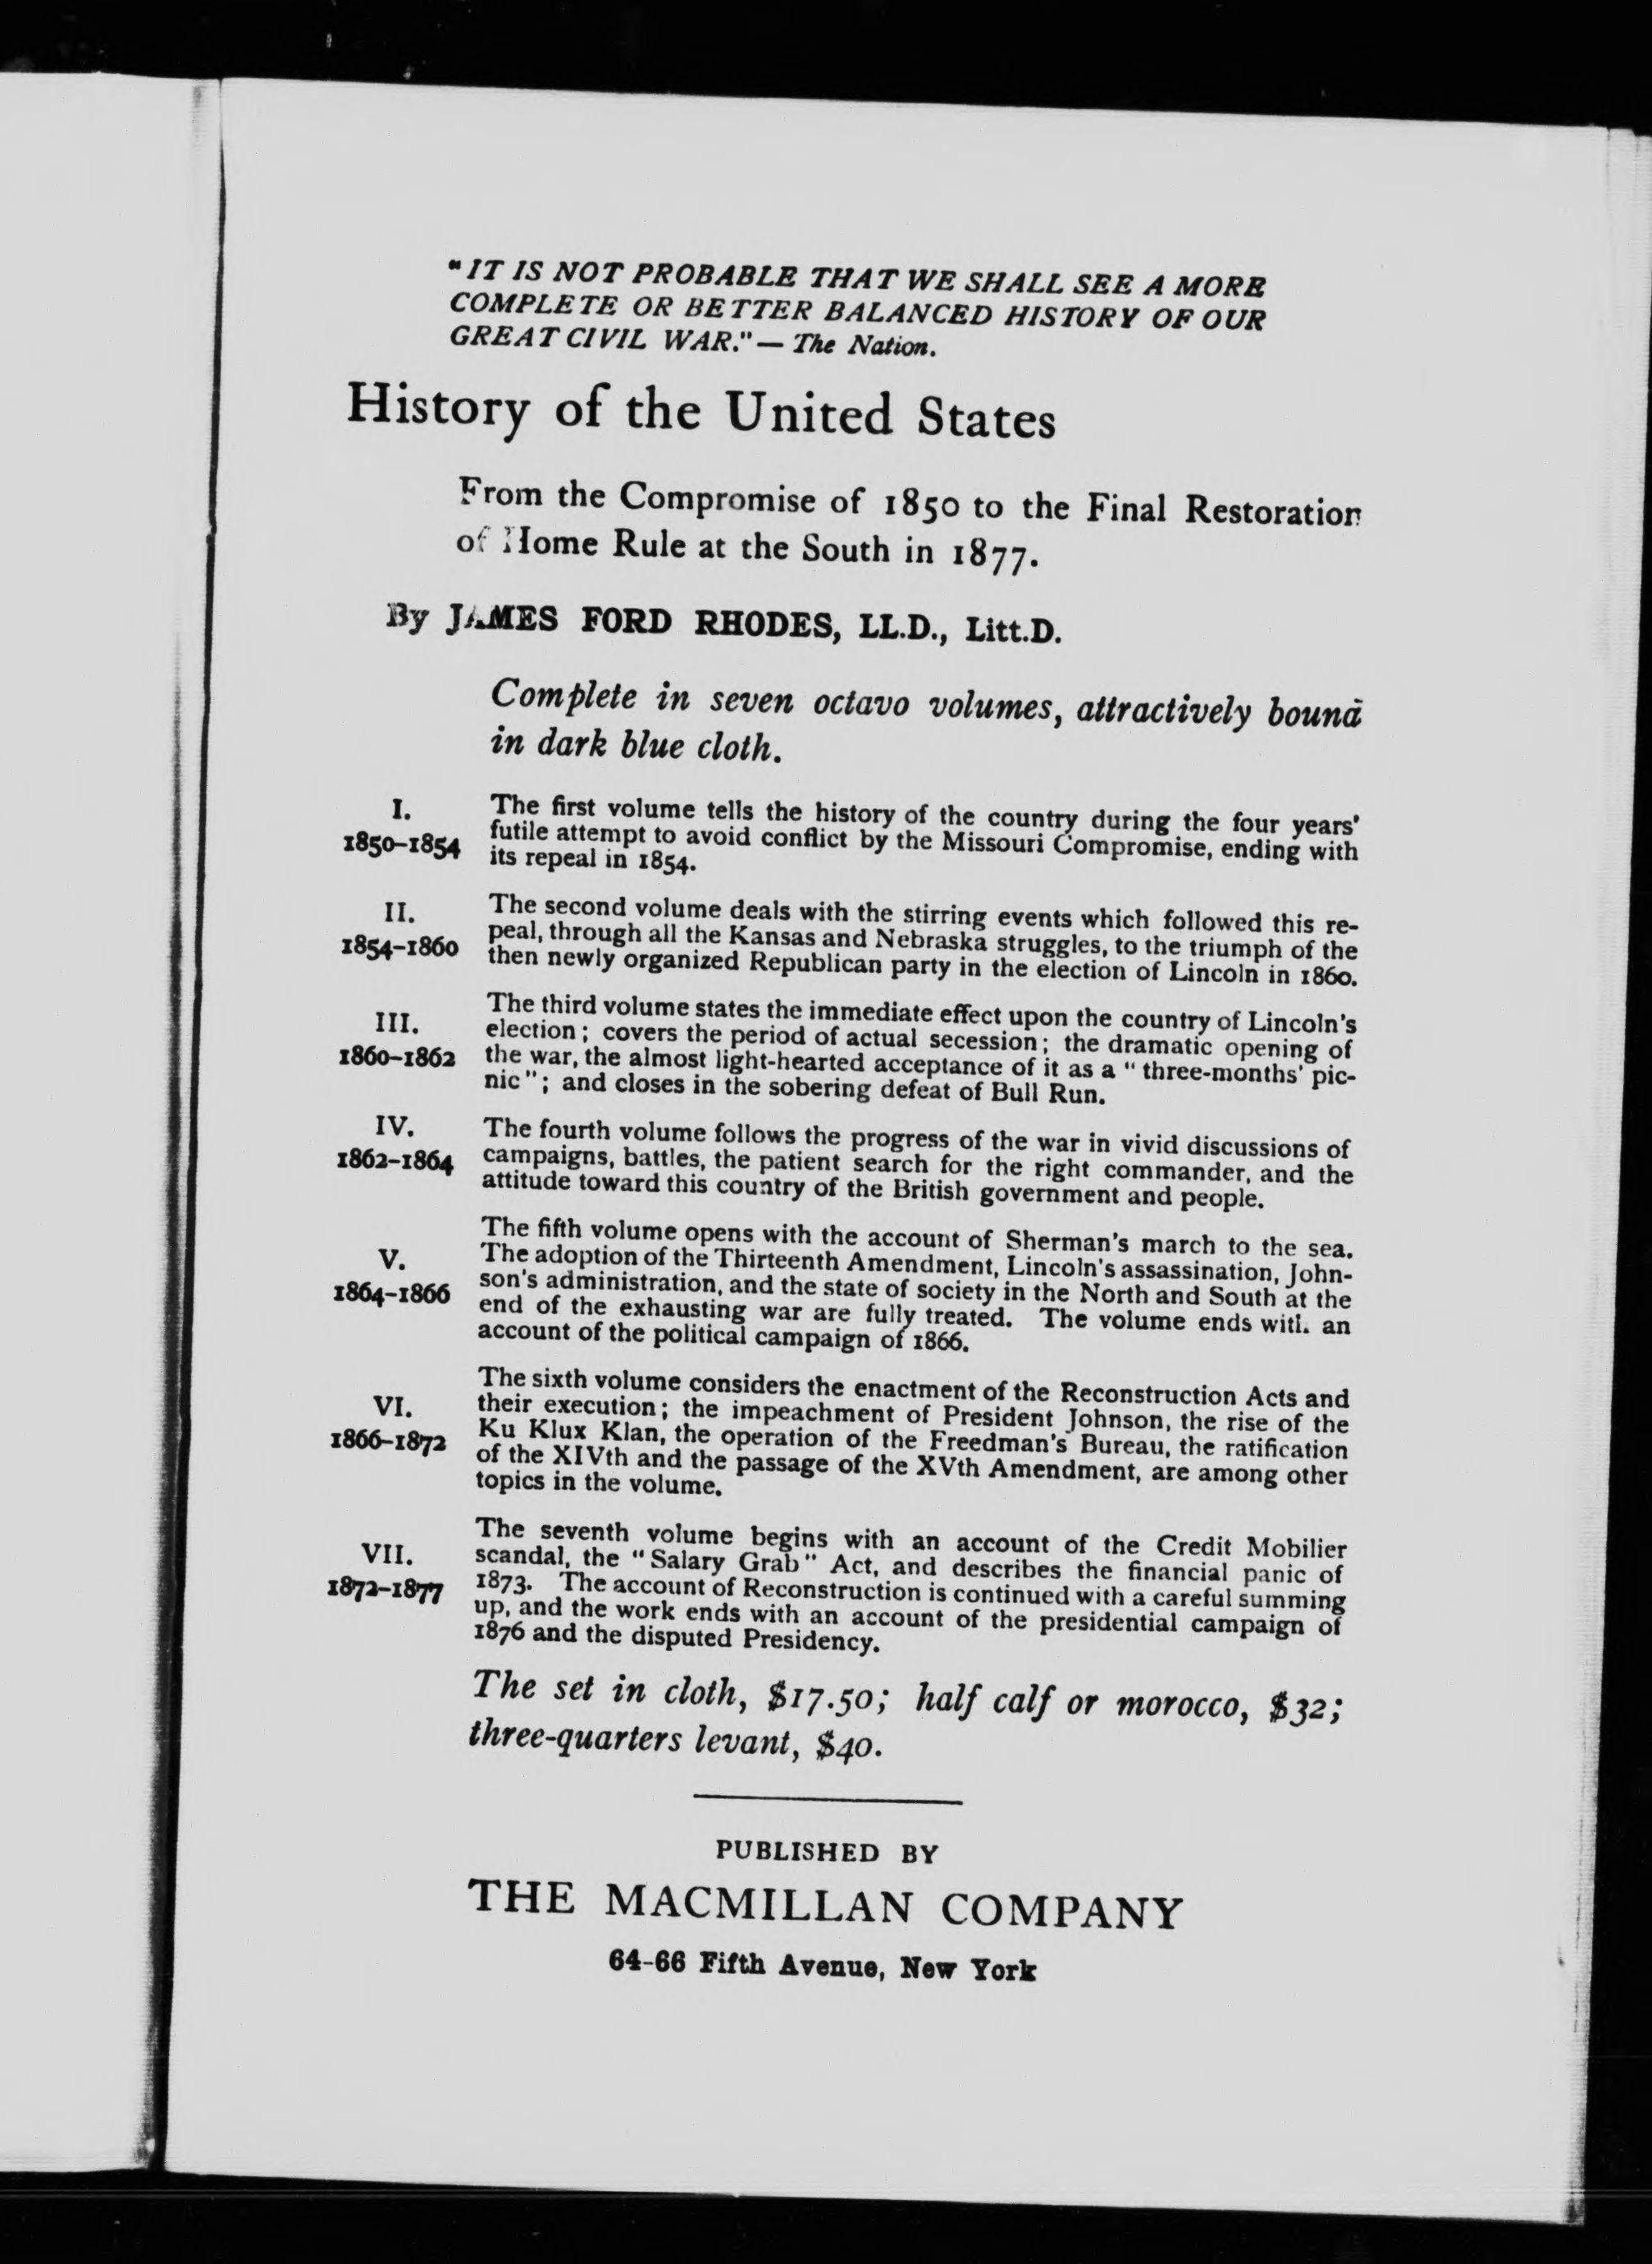 "IT IS NOT PROBABLE THAT WE SHALL SEE A MORE
COMPLETE OR BETTER BALANCED HISTORY OF OUR
GREAT CIVIL WAR."— The Nation.
History of the United States
From the Compromise of 1850 to the Final Restoration
of Home Rule at the South in 1877.
By JAMES FORD RHODES, LL.D., Litt.D.
Complete in seven octavo volumes, attractively bound
in dark blue cloth.
I.
1850-1854
The first volume tells the history of the country during the four years'
futile attempt to avoid conflict by the Missouri Compromise, ending with
its repeal in 1854.
II.
1854-1860
The second volume deals with the stirring events which followed this re-
peal, through all the Kansas and Nebraska struggles, to the triumph of the
then newly organized Republican party in the election of Lincoln in 1860.
III.
1860-1862
The third volume states the immediate effect upon the country of Lincoln's
election; covers the period of actual secession; the dramatic opening of
the war, the almost light-hearted acceptance of it as a "three-months' pic-
nic"; and closes in the sobering defeat of Bull Run.
IV.
1862-1864
The fourth volume follows the progress of the war in vivid discussions of
campaigns, battles, the patient search for the right commander, and the
attitude toward this country of the British government and people.
V.
1864-1866
The fifth volume opens with the account of Sherman's march to the sea.
The adoption of the Thirteenth Amendment, Lincoln's assassination, John-
son's administration, and the state of society in the North and South at the
end of the exhausting war are fully treated. The volume ends with an
account of the political campaign of 1866.
VI.
1866-1872
The sixth volume considers the enactment of the Reconstruction Acts and
their execution; the impeachment of President Johnson, the rise of the
Ku Klux Klan, the operation of the Freedman's Bureau, the ratification
of the XIVth and the passage of the XVth Amendment, are among other
topics in the volume.
VII.
1872-1877
The seventh volume begins with an account of the Credit Mobilier
scandal, the "Salary Grab" Act, and describes the financial panic of
1873. The account of Reconstruction is continued with a careful summing
up, and the work ends with an account of the presidential campaign of
1876 and the disputed Presidency.
The set in cloth, $17.50; half calf or morocco, $32;
three-quarters levant, $40.
PUBLISHED BY
THE MACMILLAN COMPANY
64-66 Fifth Avenue, New York